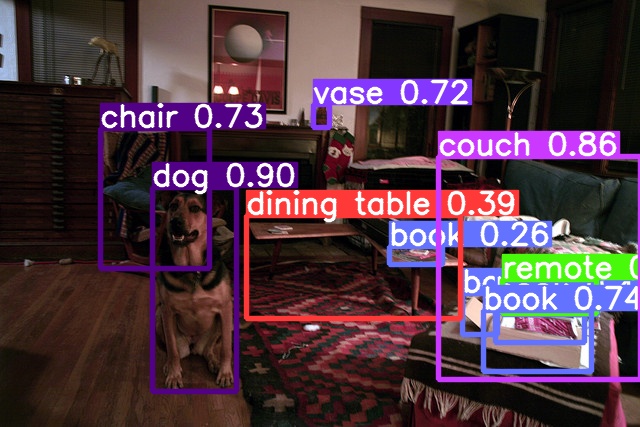 vase 0.72
chair 0.73
couch 0.86
dog 0.90
dining table 0.39
book 0.26
remote
book 0.74